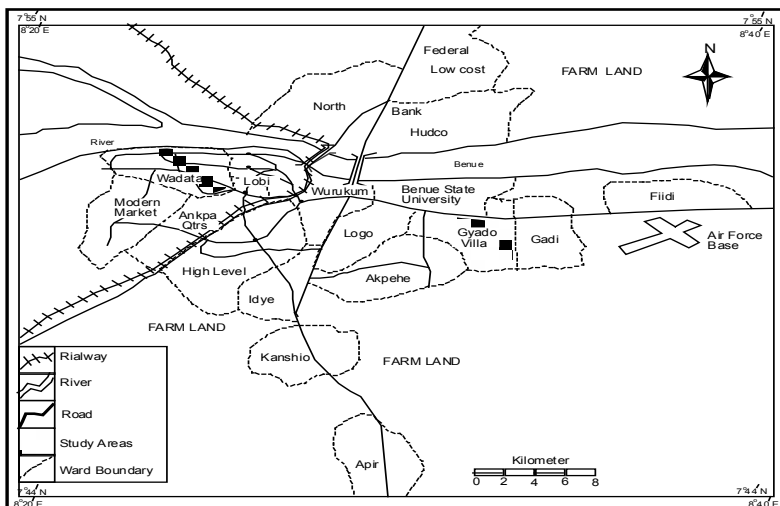 7°55 N
8°20 E
7°55 N
8°40 E
N
Federal
Low cost
FARM LAND
North
Bank
Hudco
River
Benue
Wadata
Lobi
Wurukum
Benue State
University
Fiidi
Modern
Market
Ankpa
Qtrs
Logo
Gyado
Villa
Gadi
Air Force
Base
High Level
Akpehe
Idye
FARM LAND
Kanshio
FARM LAND
Rialway
River
Road
Study Areas
Ward Boundary
Apir
Kilometer
0 2 4 6 8
7°44 N
8°20 E
7°44 N
8°40 E